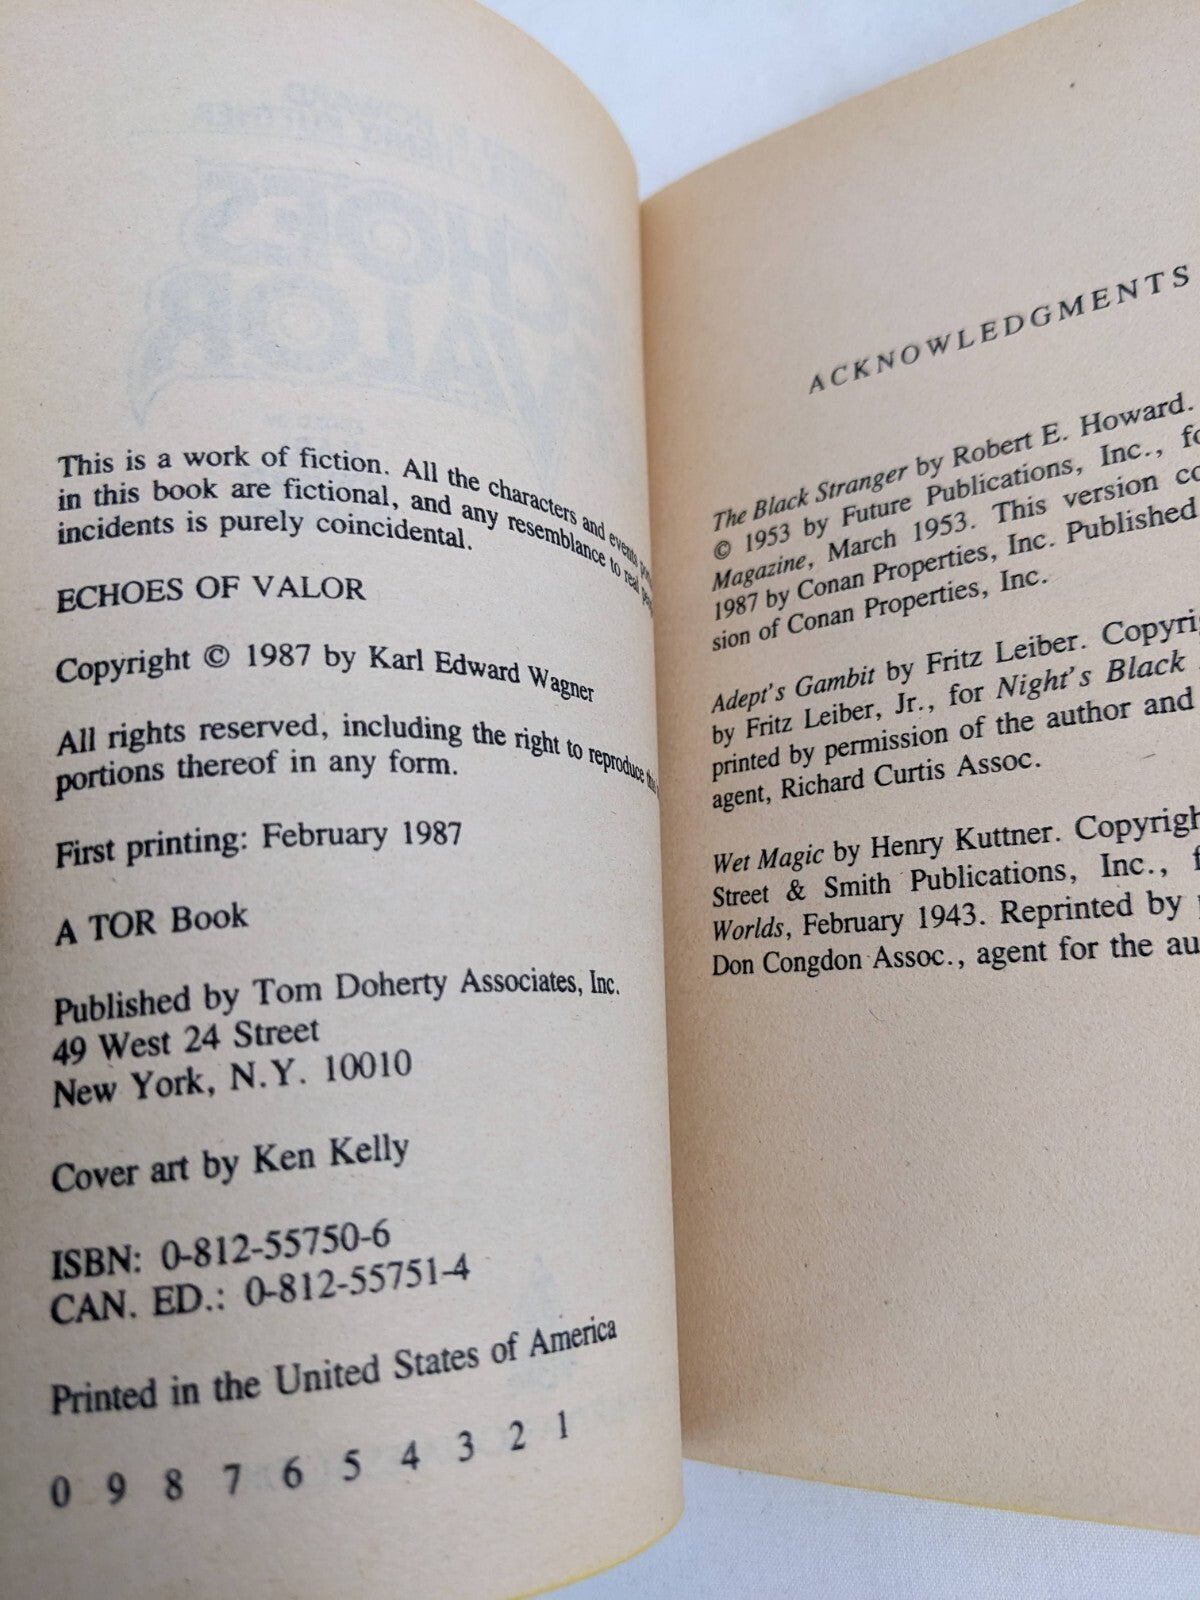 This is a work of fiction. All the characters and events
in this book are fictional, and any resemblance to real
incidents is purely coincidental.
ECHOES OF VALOR
Copyright © 1987 by Karl Edward Wagner
All rights reserved, including the right to reproduce this
portions thereof in any form.
First printing: February 1987
A TOR Book
Published by Tom Doherty Associates, Inc.
49 West 24 Street
New York, N.Y. 10010
Cover art by Ken Kelly
ISBN: 0-812-55750-6
CAN. ED.: 0-812-55751-4
Printed in the United States of America
0 9 8 7 6 5 4 3 2 1
ACKNOWLEDGMENTS
The Black Stranger by Robert E. Howard.
© 1953 by Future Publications, Inc.,
Magazine, March 1953. This version
1987 by Conan Properties, Inc. Published
sion of Conan Properties, Inc.
Adept's Gambit by Fritz Leiber.
by Fritz Leiber, Jr., for Night's Black
printed by permission of the author and
agent, Richard Curtis Assoc.
Wet Magic by Henry Kuttner.
Street & Smith Publications, Inc.,
Worlds, February 1943. Reprinted by
Don Congdon Assoc., agent for the